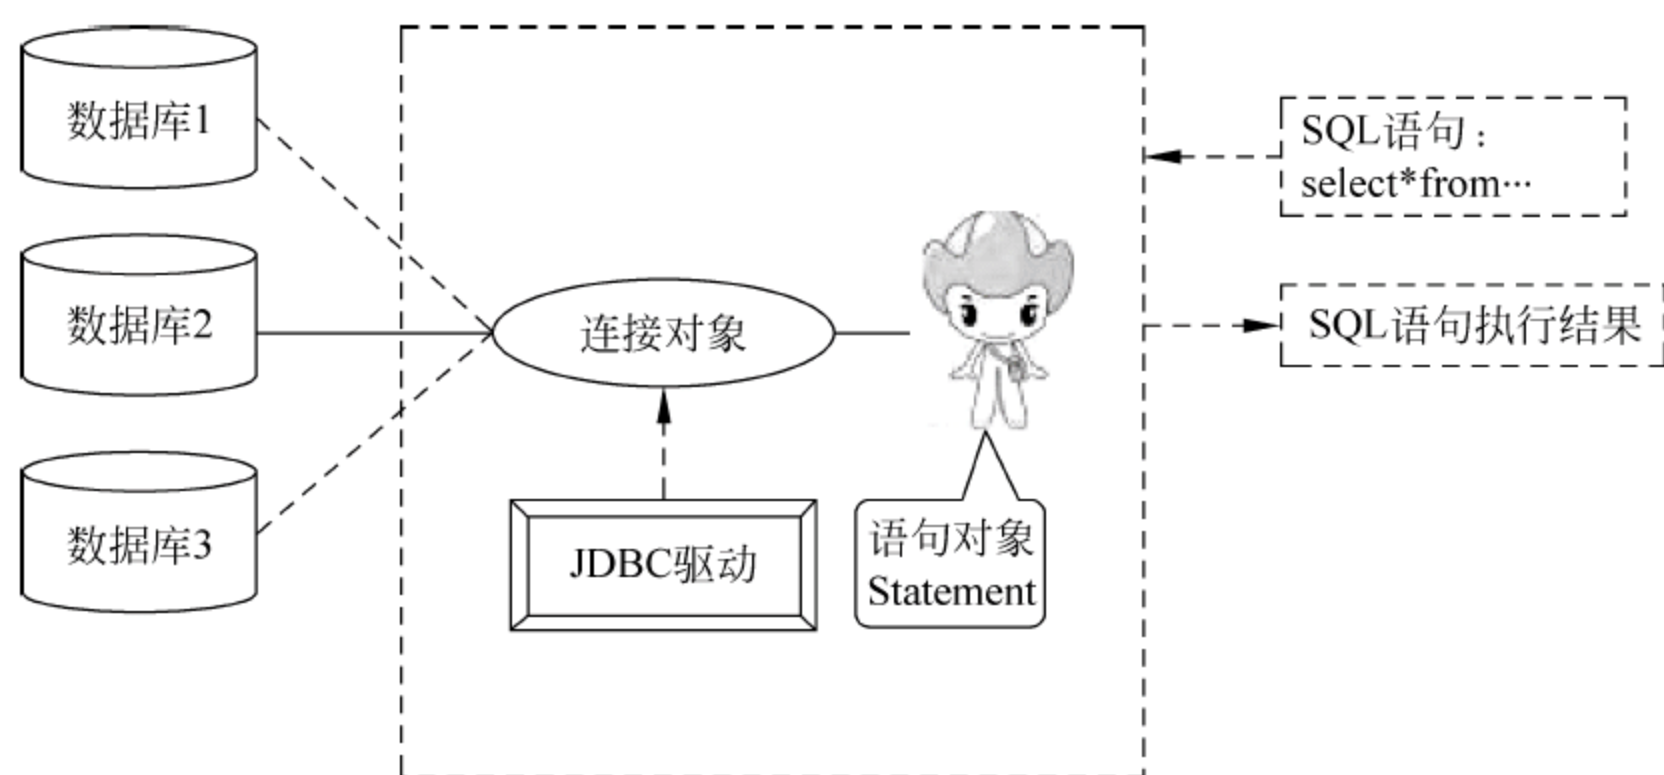 数据库1
数据库2
数据库3
连接对象
JDBC驱动
语句对象
Statement
SQL语句：
select*from…
SQL语句执行结果